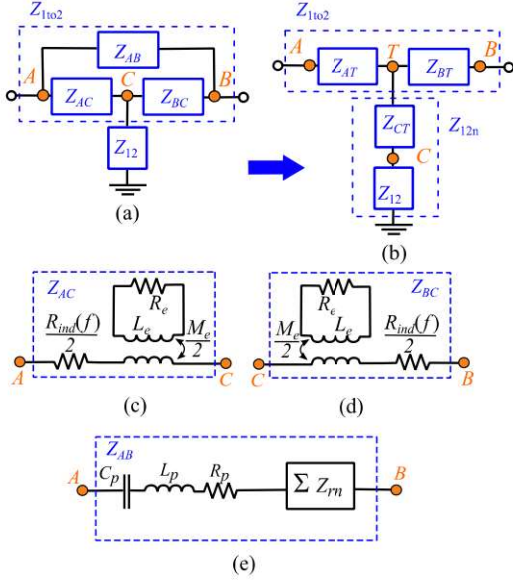 Z1to2
ZAB
A
C
B
ZAC
ZBC
Z12
(a)
Z1to2
A
T
B
ZAT
ZBT
ZCT
Z12n
C
Z12
(b)
ZAC
Re
Rind(f)
2
Le
Me
2
A
C
(c)
ZBC
Re
Me
2
Le
Rind(f)
2
C
B
(d)
ZAB
A
Cp
Lp
Rp
Σ Zrn
B
(e)